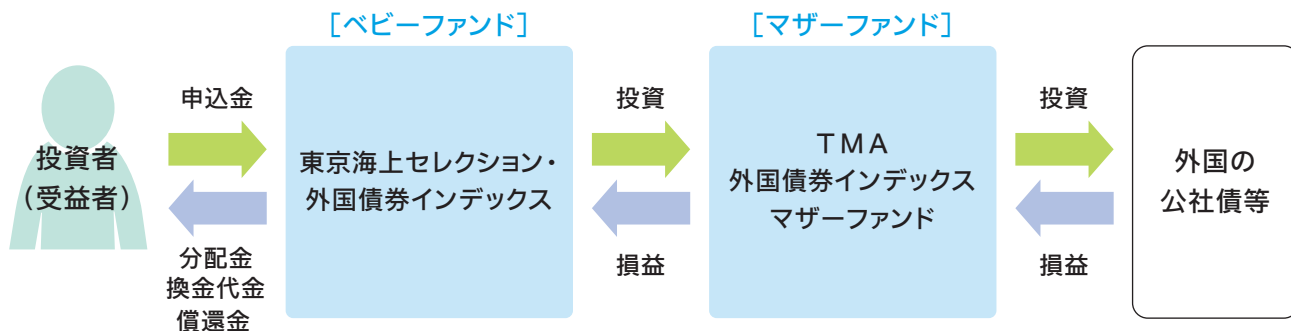 ［ベビーファンド］
［マザーファンド］
投資者
（受益者）
申込金
分配金
換金代金
償還金
東京海上セレクション・
外国債券インデックス
投資
損益
ＴＭＡ
外国債券インデックス
マザーファンド
投資
損益
外国の
公社債等